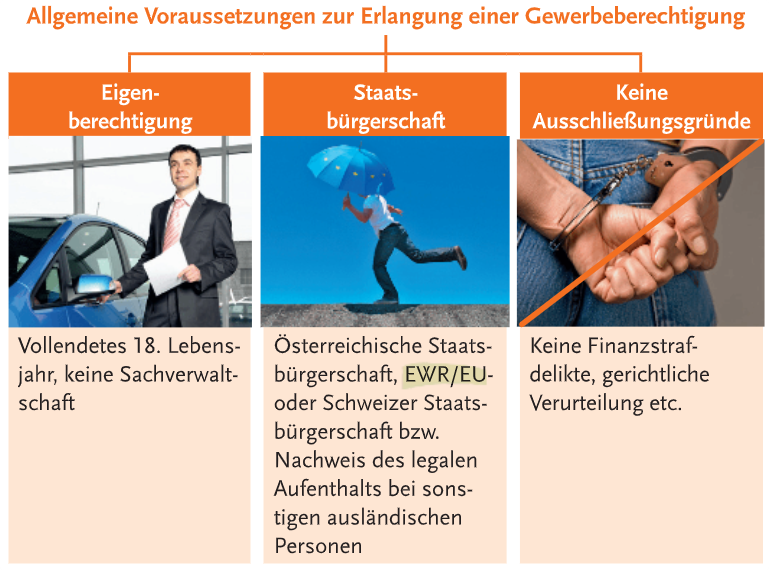 Allgemeine Voraussetzungen zur Erlangung einer Gewerbeberechtigung
Eigen-
berechtigung
Staats-
bürgerschaft
Keine
Ausschließungsgründe
Vollendetes 18. Lebens-
jahr, keine Sachverwalt-
schaft
Österreichische Staats-
bürgerschaft, EWR/EU-
oder Schweizer Staats-
bürgerschaft bzw.
Nachweis des legalen
Aufenthalts bei sons-
tigen ausländischen
Personen
Keine Finanzstraf-
delikte, gerichtliche
Verurteilung etc.